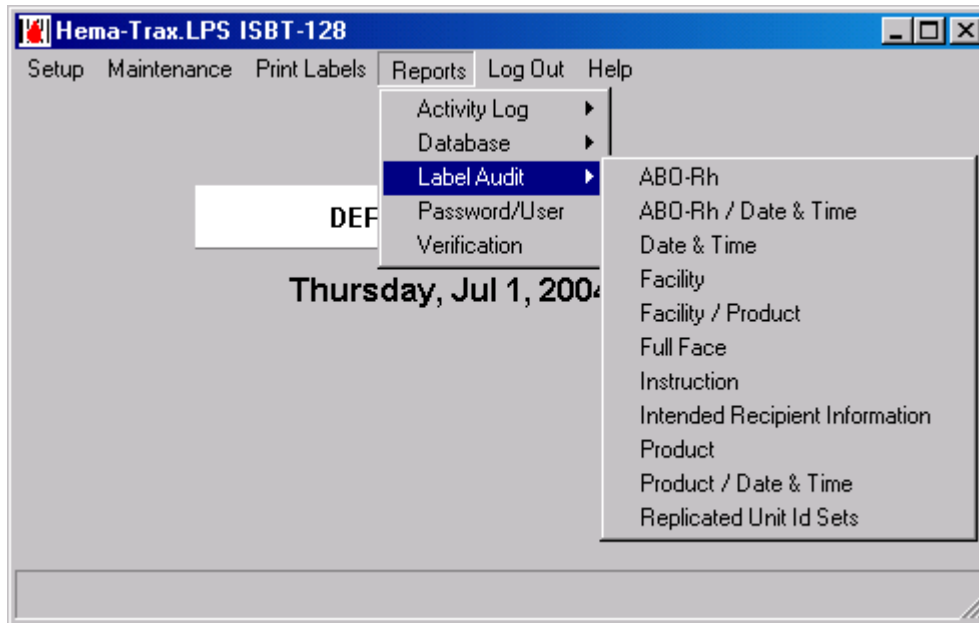 Hema-Trax.LPS ISBT-128
Setup Maintenance Print Labels Reports Log Out Help
Activity Log
Database
Label Audit
Password/User
Verification
ABO-Rh
ABO-Rh / Date & Time
Date & Time
Facility
Facility / Product
Full Face
Instruction
Intended Recipient Information
Product
Product / Date & Time
Replicated Unit Id Sets
DEF
Thursday, Jul 1, 2004